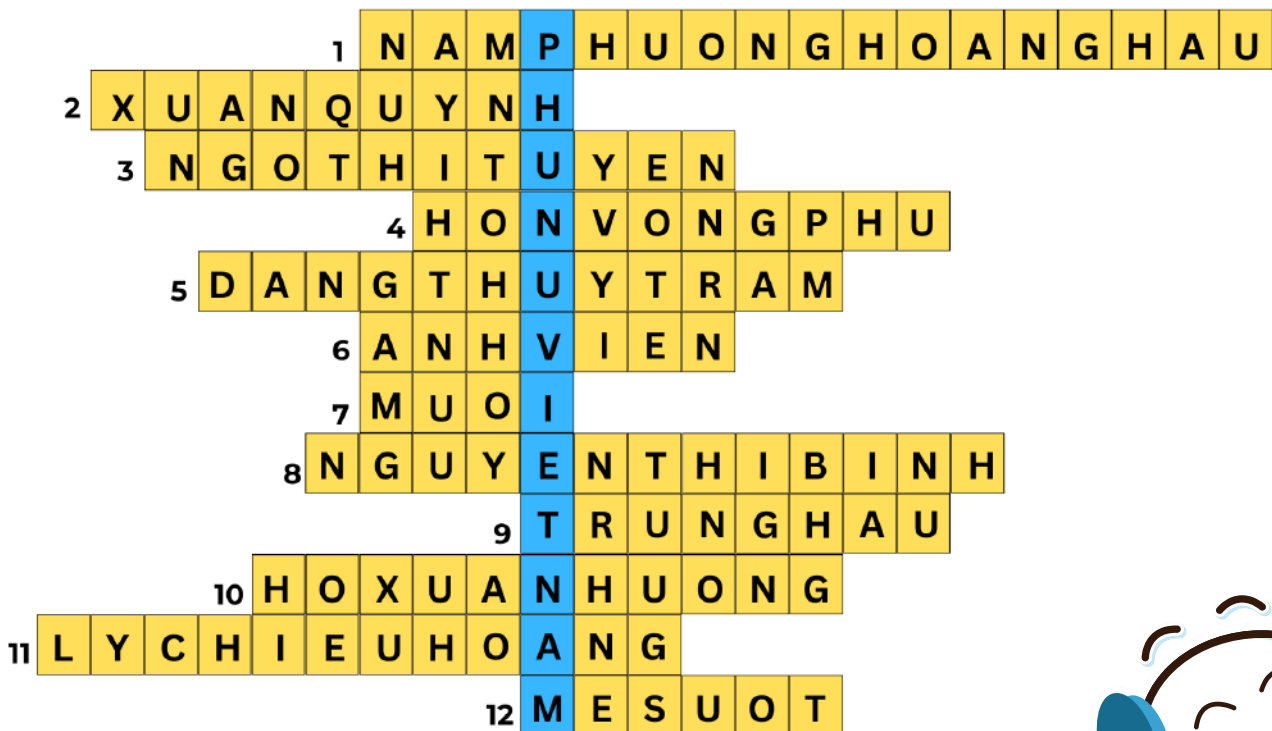 1 NAMPHUONGHOANGHAU
2 XUANQUYNH
3 NGOTHITUYEN
4 HONVONGPHU
5 DANGTHUYTRAM
6 ANHVIEN
7 MUOI
8 NGUYENTHIBINH
9 TRUNGHAU
10 HOXUANHUONG
11 LYCHIEUHOANG
12 MESUOT